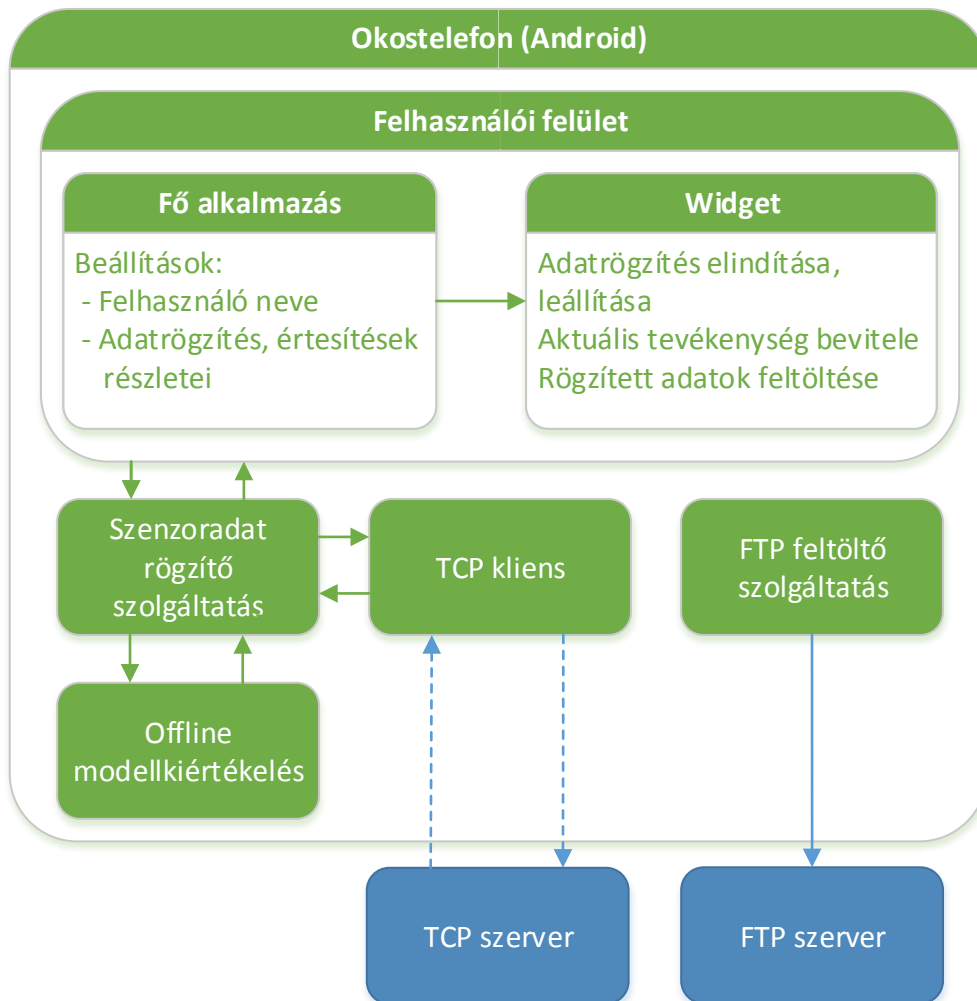 Okostelefon (Android)
Felhasználói felület
Fő alkalmazás
Beállítások:
- Felhasználó neve
- Adatrögzítés, értesítések
részletei
Widget
Adatrögzítés elindítása,
leállítása
Aktuális tevékenység bevitele
Rögzített adatok feltöltése
Szenzoradat
rögzítő
szolgáltatás
TCP kliens
FTP feltöltő
szolgáltatás
Offline
modellkiértékelés
TCP szerver
FTP szerver